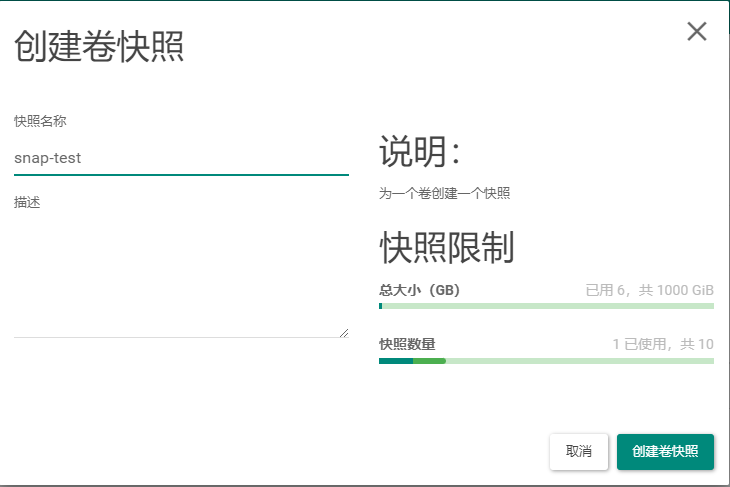 创建卷快照
快照名称
snap-test
描述
说明：
为一个卷创建一个快照
快照限制
总大小（GB）
已用 6，共 1000 GiB
快照数量
1 已使用，共 10
取消
创建卷快照